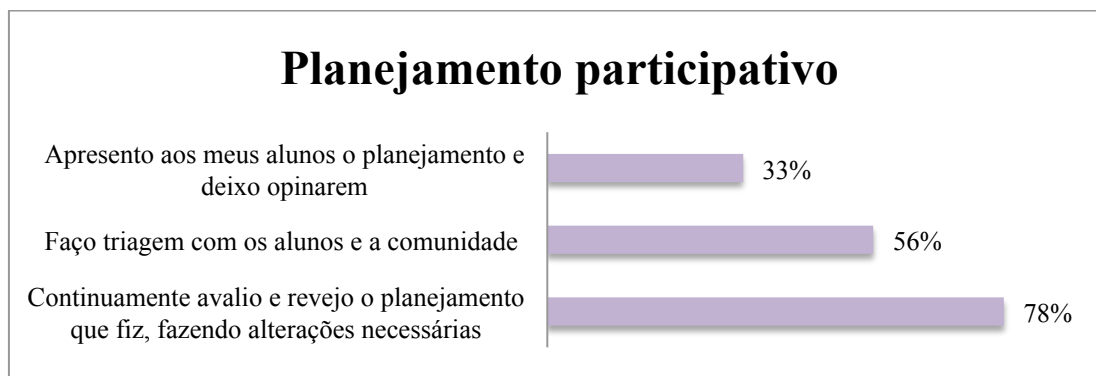 Planejamento participativo
Apresento aos meus alunos o planejamento e
deixo opinarem
33%
Faço triagem com os alunos e a comunidade
56%
Continuamente avalio e revejo o planejamento
que fiz, fazendo alterações necessárias
78%